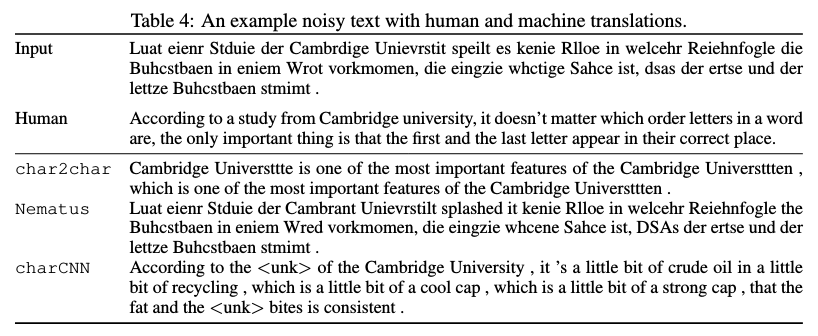 Table 4: An example noisy text with human and machine translations.
Input Luat eienr Stduie der Cambrdige Unievrstit speilt es kenie Rlloe in welcehr Reiehnfogle die
Buhcstbaen in eniem Wrot vorkmomen, die eingzie whctige Sahce ist, dsas der ertse und der
lettze Buhcstbaen stmimt .
Human According to a study from Cambridge university, it doesn't matter which order letters in a word
are, the only important thing is that the first and the last letter appear in their correct place.
char2char Cambridge Universttte is one of the most important features of the Cambridge Universttten ,
which is one of the most important features of the Cambridge Universttten .
Nematus Luat eienr Stduie der Cambrant Unievrstilt splashed it kenie Rlloe in welcehr Reiehnfogle the
Buhcstbaen in eniem Wred vorkmomen, die eingzie whcene Sahce ist, DSAs der ertse und der
lettze Buhcstbaen stmimt .
charCNN According to the <unk> of the Cambridge University , it 's a little bit of crude oil in a little
bit of recycling , which is a little bit of a cool cap , which is a little bit of a strong cap , that the
fat and the <unk> bites is consistent .